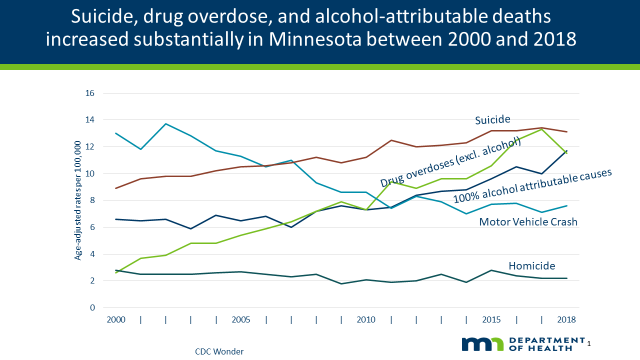 Suicide, drug overdose, and alcohol-attributable deaths
increased substantially in Minnesota between 2000 and 2018
Age-adjusted rates per 100,000
16
14
12
10
8
6
4
2
0
Suicide
Drug overdoses (excl. alcohol)
100% alcohol attributable causes
Motor Vehicle Crash
Homicide
2000 | | | | 2005 | | | | 2010 | | | | 2015 | | 2018
CDC Wonder
mn DEPARTMENT
OF HEALTH
1